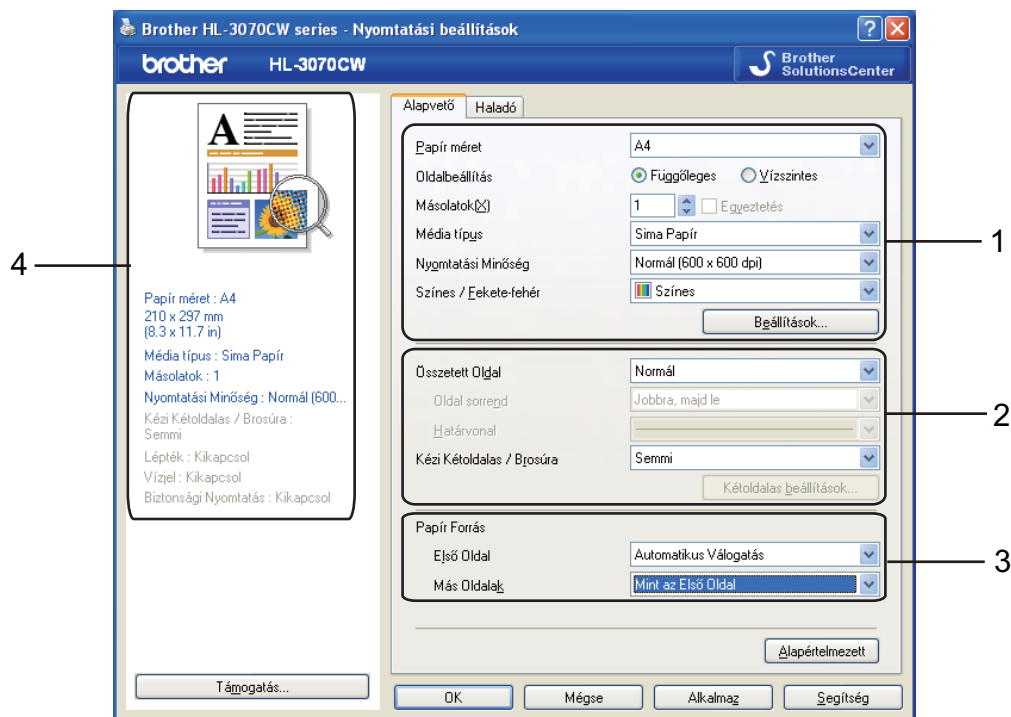 Brother HL-3070CW series - Nyomtatási beállítások
brother HL-3070CW
Brother
SolutionsCenter
A
Papír méret : A4
210 x 297 mm
(8.3 x 11.7 in)
Média típus : Sima Papír
Másolatok : 1
Nyomtatási Minőség : Normál (600...
Kézi Kétoldalas / Brosúra :
Semmi
Lépték : Kikapcsol
Vízjel : Kikapcsol
Biztonsági Nyomtatás : Kikapcsol
Támogatás...
4
Alapvető Haladó
Papír méret A4
Oldalbeállítás Függőleges Vízszintes
Másolatok(X) 1 Egyeztetés
Média típus Sima Papír
Nyomtatási Minőség Normál (600 x 600 dpi)
Színes / Fekete-fehér Színes
Beállítások...
1
Összetett Oldal Normál
Oldal sorrend Jobbra, majd le
Határvonal
Kézi Kétoldalas / Brosúra Semmi
Kétoldalas beállítások...
2
Papír Forrás
Első Oldal Automatikus Válogatás
Más Oldalak Mint az Első Oldal
3
Alapértelmezett
OK Mégse Alkalmaz Segítség